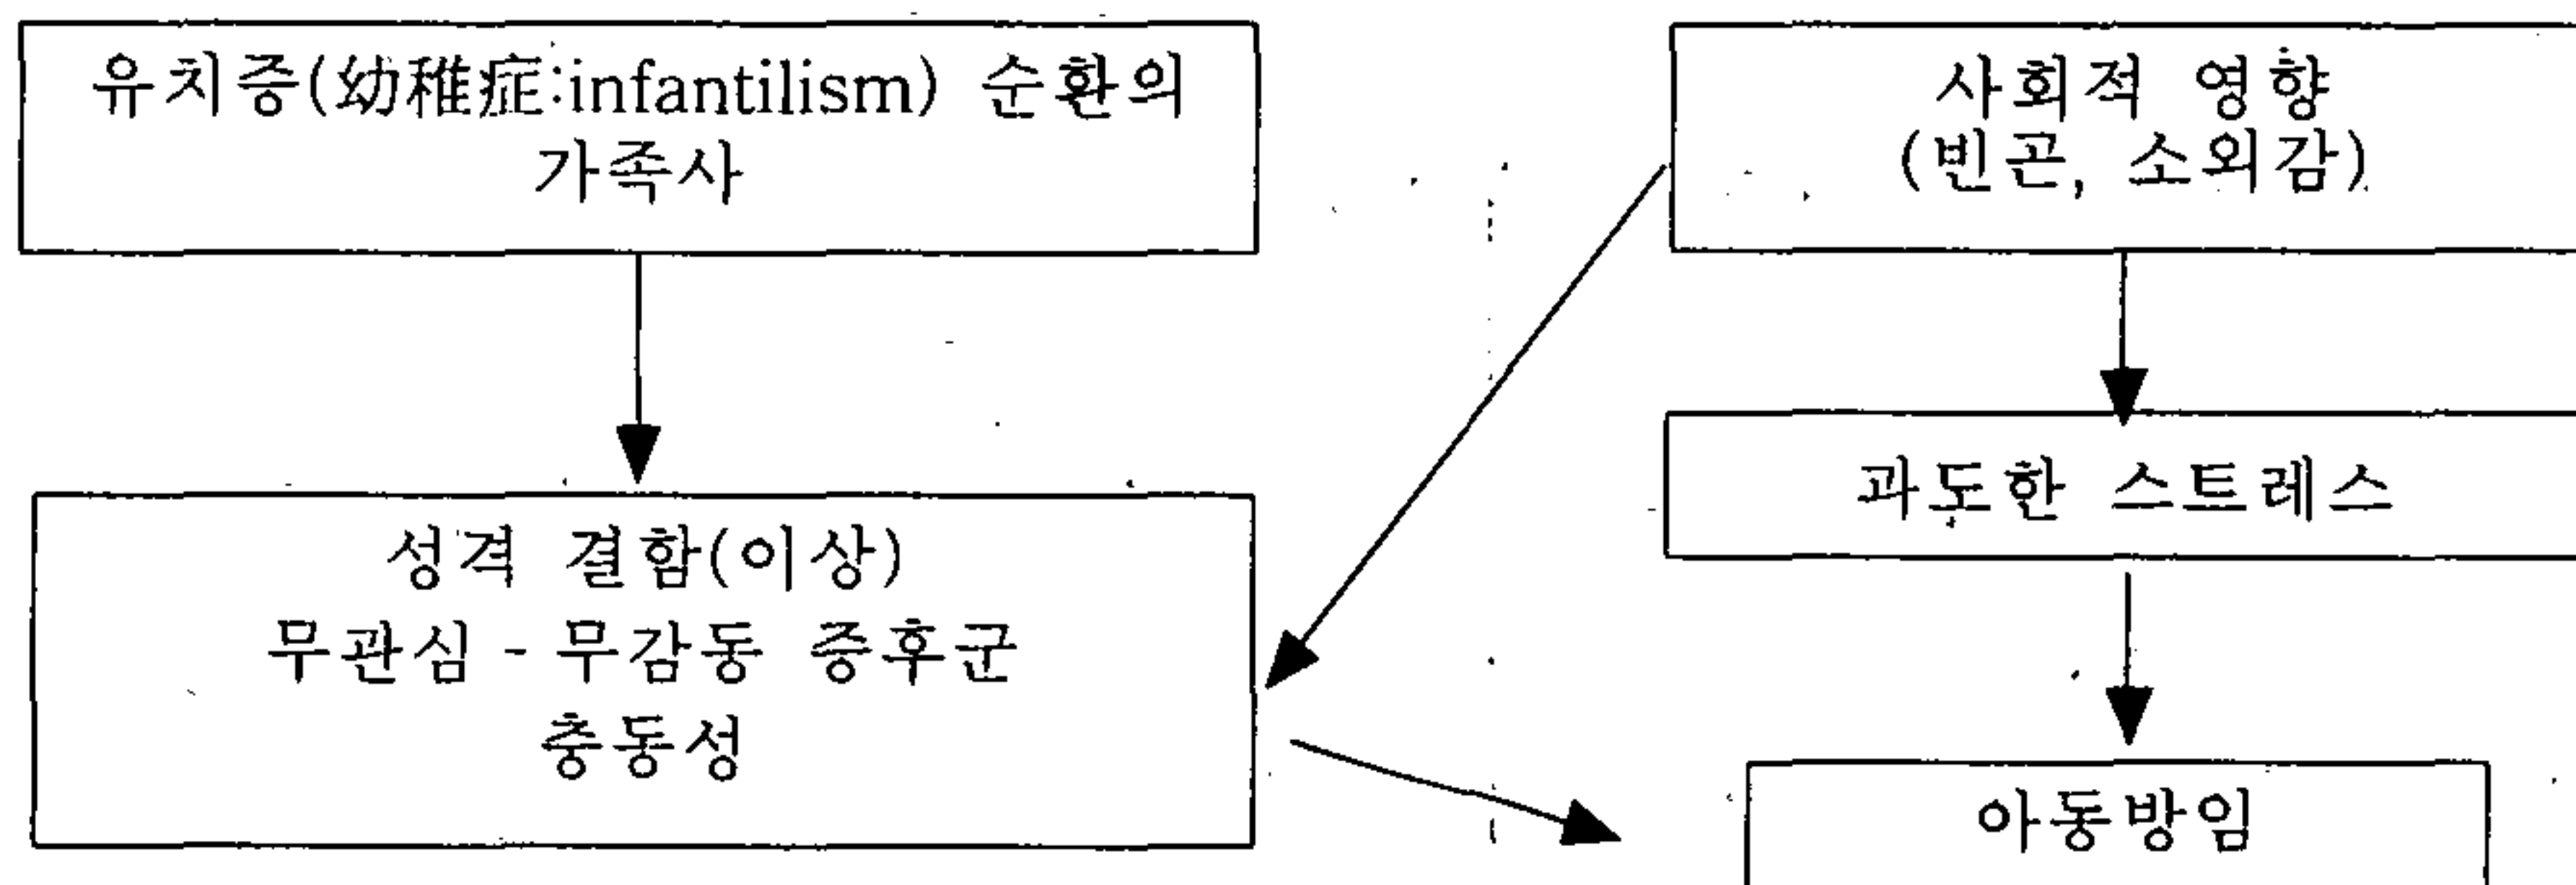 유치증(幼稚症:infantilism) 순환의
가족사
사회적 영향
(빈곤, 소외감)
과도한 스트레스
성격 결함(이상)
무관심 - 무감동 증후군
충동성
아동방임